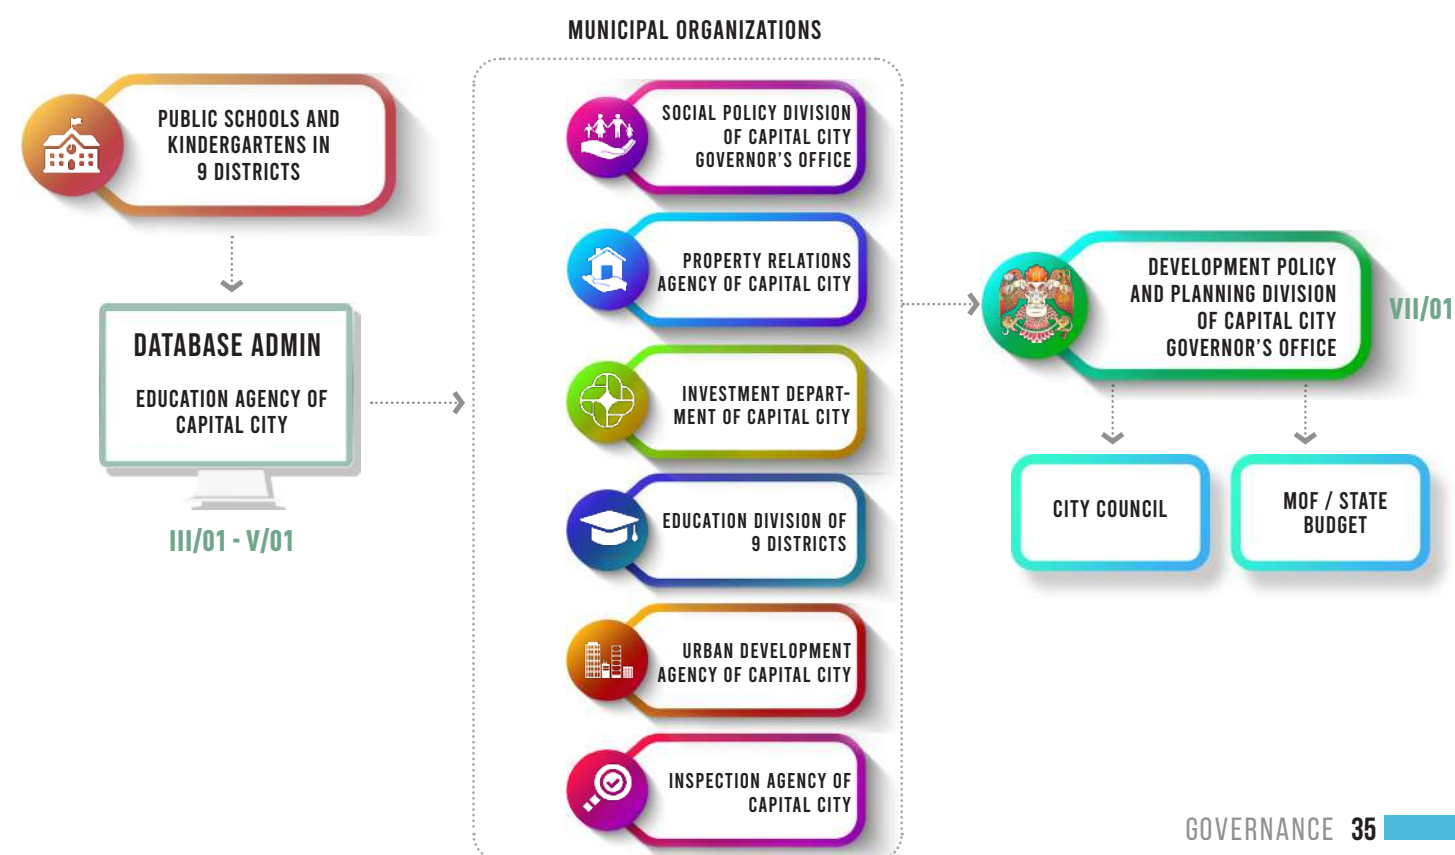 MUNICIPAL ORGANIZATIONS
PUBLIC SCHOOLS AND
KINDERGARTENS IN
9 DISTRICTS
DATABASE ADMIN
EDUCATION AGENCY OF
CAPITAL CITY
III/01 - V/01
SOCIAL POLICY DIVISION
OF CAPITAL CITY
GOVERNOR'S OFFICE
PROPERTY RELATIONS
AGENCY OF CAPITAL CITY
INVESTMENT DEPART-
MENT OF CAPITAL CITY
EDUCATION DIVISION OF
9 DISTRICTS
URBAN DEVELOPMENT
AGENCY OF CAPITAL CITY
INSPECTION AGENCY OF
CAPITAL CITY
DEVELOPMENT POLICY
AND PLANNING DIVISION
OF CAPITAL CITY
GOVERNOR'S OFFICE
VII/01
CITY COUNCIL
MOF / STATE
BUDGET
GOVERNANCE 35